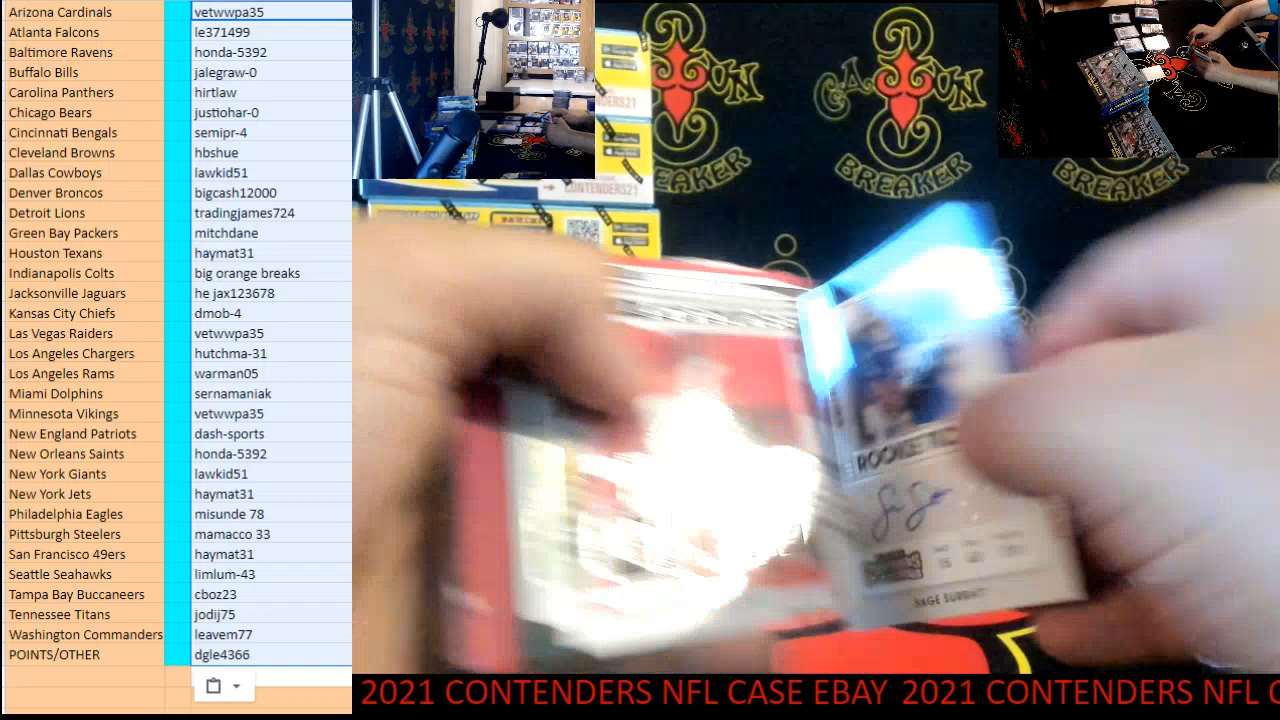 Arizona Cardinals vetwwpa35
Atlanta Falcons le371499
Baltimore Ravens honda-5392
Buffalo Bills jalegraw-0
Carolina Panthers hirtlaw
Chicago Bears justiohar-0
Cincinnati Bengals semipr-4
Cleveland Browns hbshue
Dallas Cowboys lawkid51
Denver Broncos bigcash12000
Detroit Lions tradingjames724
Green Bay Packers mitchdane
Houston Texans haymat31
Indianapolis Colts big orange breaks
Jacksonville Jaguars he jax123678
Kansas City Chiefs dmob-4
Las Vegas Raiders vetwwpa35
Los Angeles Chargers hutchma-31
Los Angeles Rams warman05
Miami Dolphins sernamaniak
Minnesota Vikings vetwwpa35
New England Patriots dash-sports
New Orleans Saints honda-5392
New York Giants lawkid51
New York Jets haymat31
Philadelphia Eagles misunde 78
Pittsburgh Steelers mamacco 33
San Francisco 49ers haymat31
Seattle Seahawks limlum-43
Tampa Bay Buccaneers cboz23
Tennessee Titans jodij75
Washington Commanders leavem77
POINTS/OTHER dgle4366
CONTENDERS21
BREAKER
BREAKER
ROOKIE
SAGE SURRATT
2021 CONTENDERS NFL CASE EBAY 2021 CONTENDERS NFL